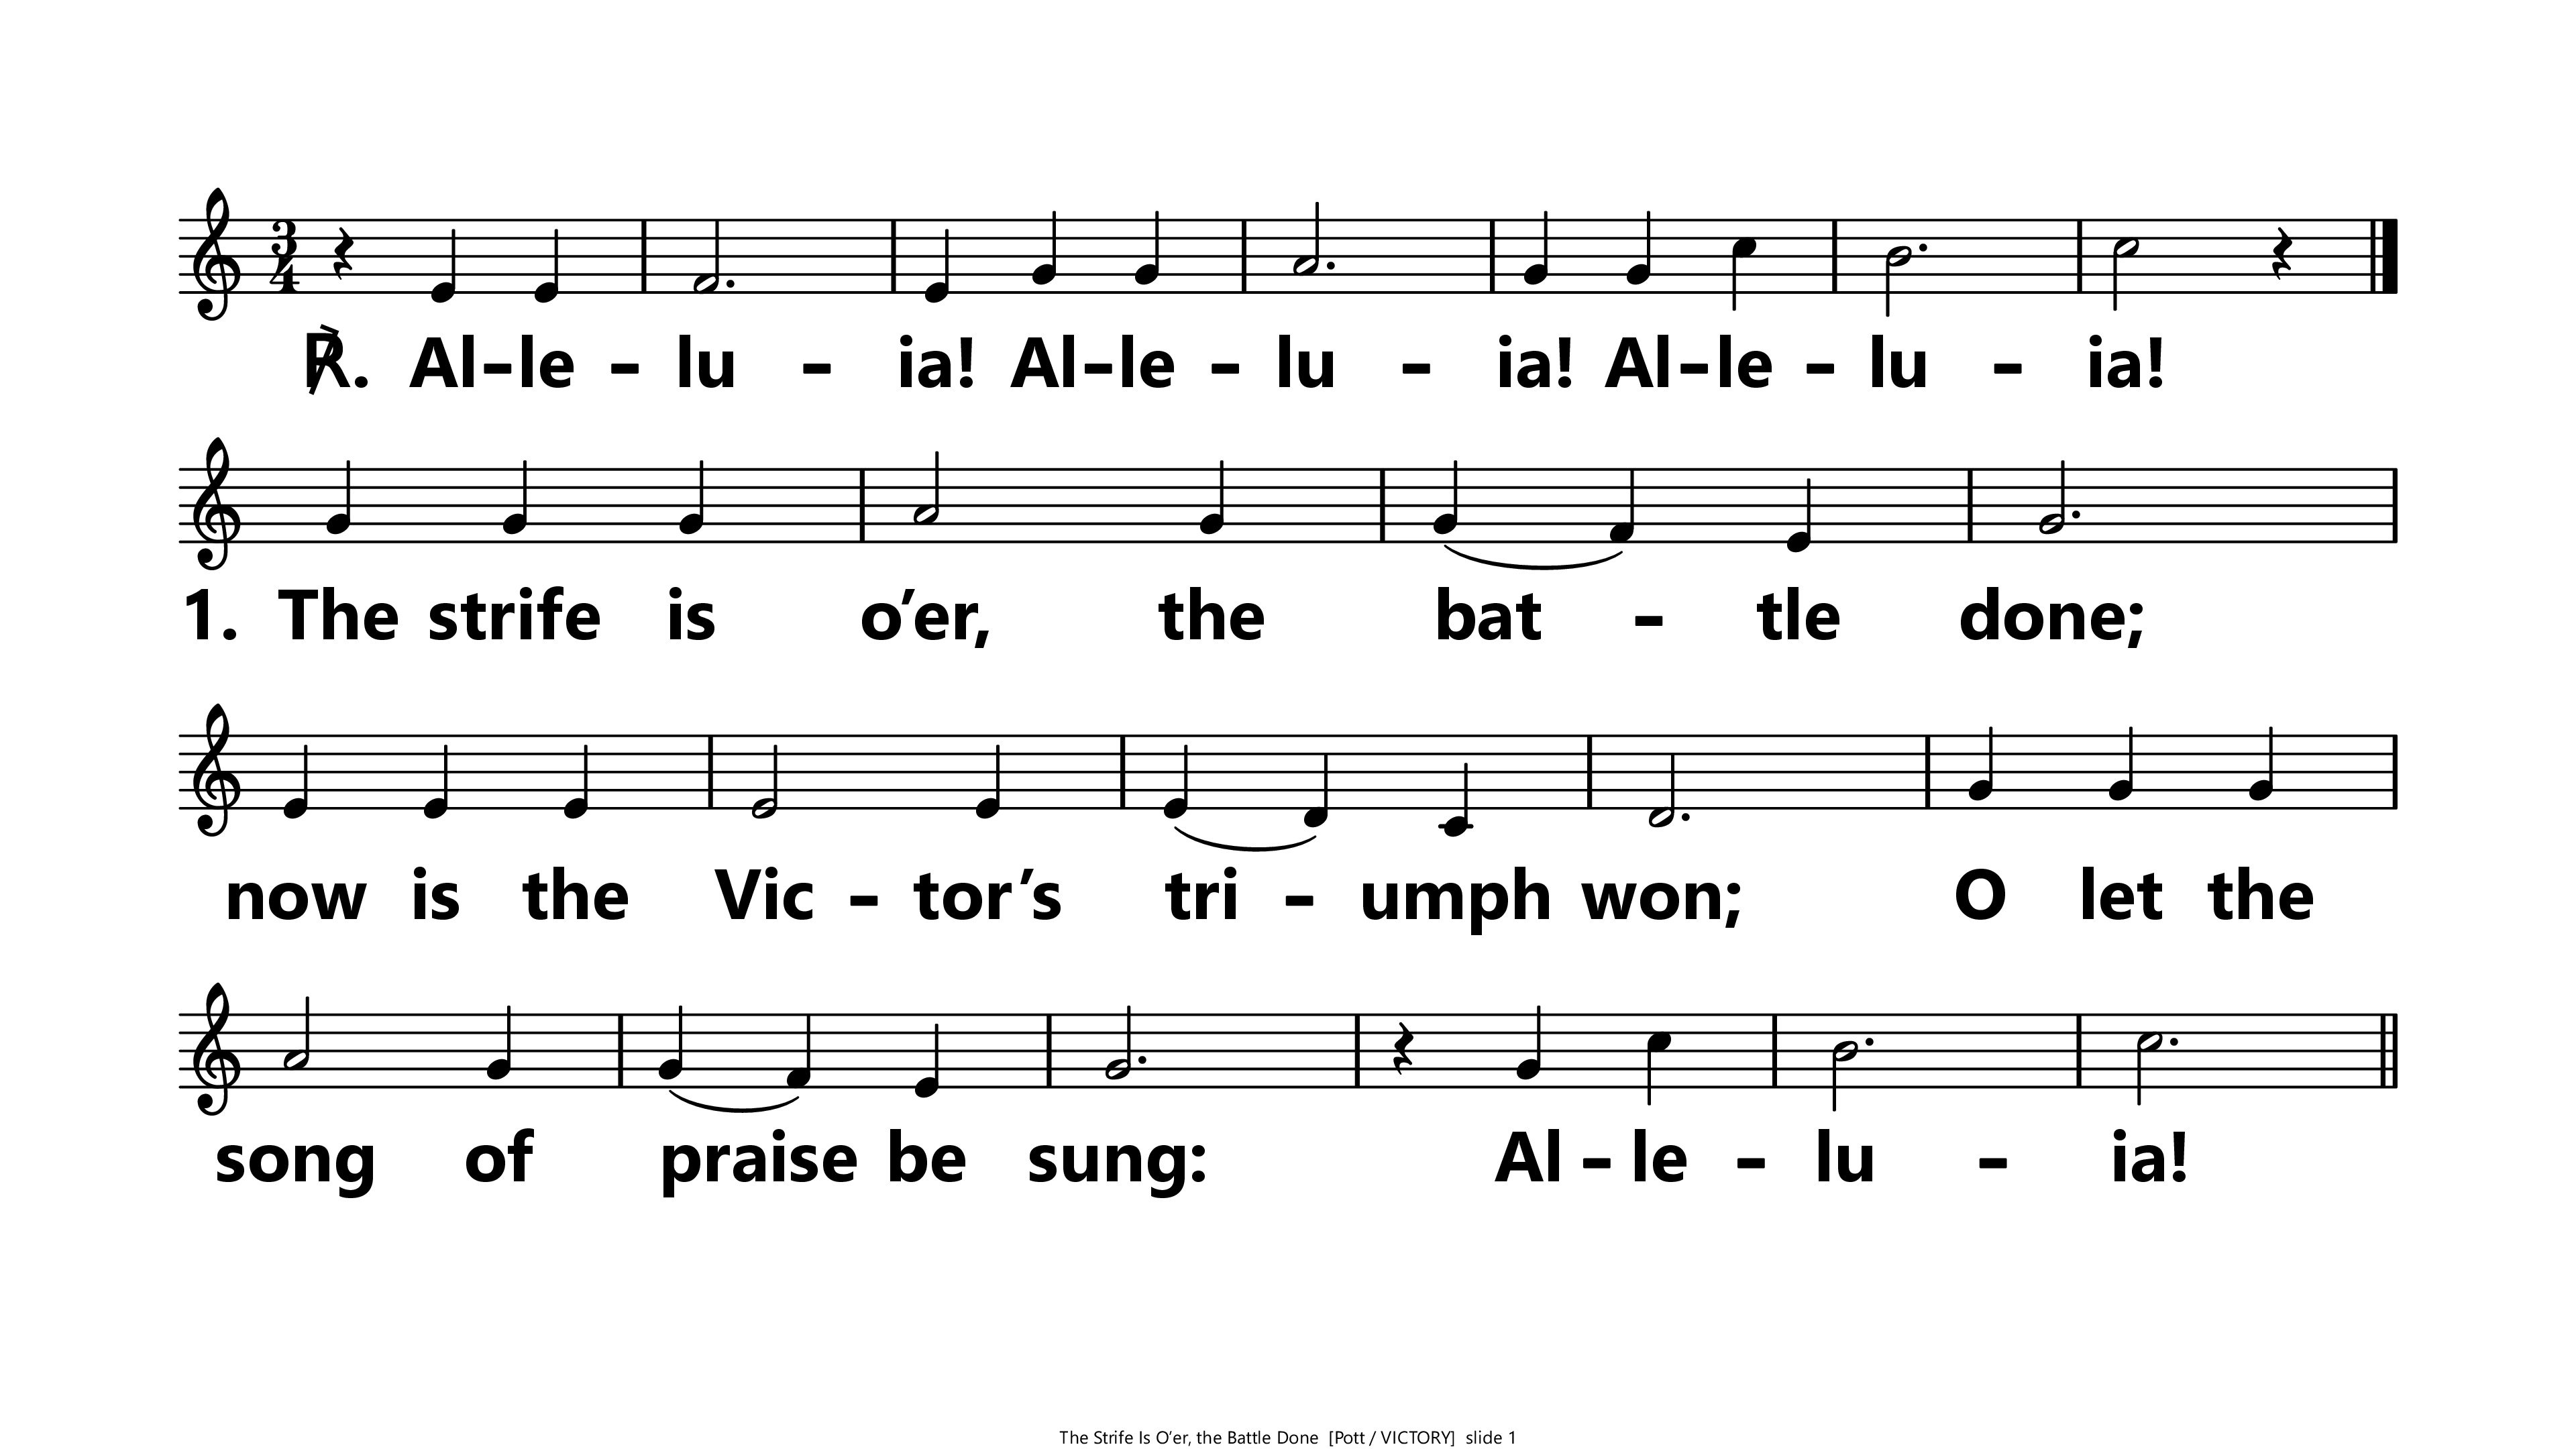 ℟. Al–le – lu – ia! Al–le – lu – ia! Al–le – lu – ia!
1. The strife is o’er, the bat – tle done;
now is the Vic – tor’s tri – umph won; O let the
song of praise be sung: Al – le – lu – ia!
The Strife Is O’er, the Battle Done [Pott / VICTORY] slide 1